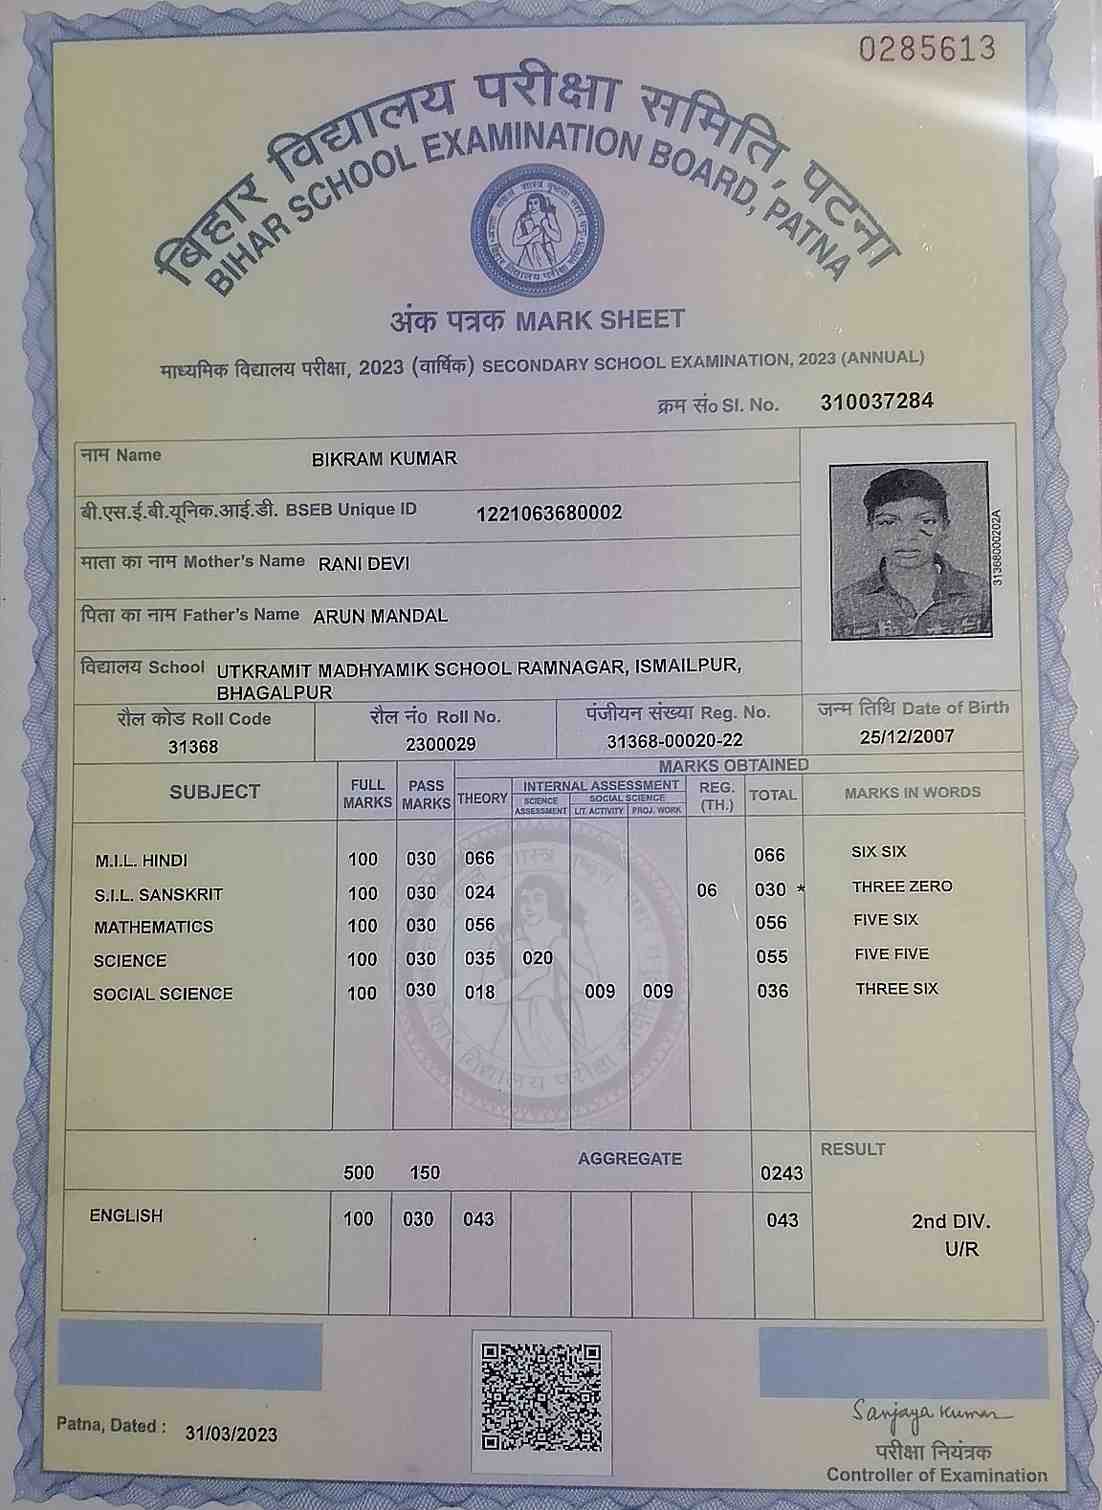 0285613
बिहार विद्यालय परीक्षा समिति, पटना
BIHAR SCHOOL EXAMINATION BOARD, PATNA
अंक पत्रक MARK SHEET
माध्यमिक विद्यालय परीक्षा, 2023 (वार्षिक) SECONDARY SCHOOL EXAMINATION, 2023 (ANNUAL)
क्रम सं० Sl. No. 310037284
नाम Name BIKRAM KUMAR
बी.एस.ई.बी.यूनिक.आई.डी. BSEB Unique ID 1221063680002
माता का नाम Mother's Name RANI DEVI
पिता का नाम Father's Name ARUN MANDAL
31368000202A
विद्यालय School UTKRAMIT MADHYAMIK SCHOOL RAMNAGAR, ISMAILPUR,
BHAGALPUR
रौल कोड Roll Code रौल नं० Roll No. पंजीयन संख्या Reg. No. जन्म तिथि Date of Birth
31368 2300029 31368-00020-22 25/12/2007
MARKS OBTAINED
SUBJECT FULL MARKS PASS MARKS THEORY INTERNAL ASSESSMENT REG. (TH.) TOTAL MARKS IN WORDS
SCIENCE ASSESSMENT SOCIAL SCIENCE LIT. ACTIVITY PROJ. WORK
M.I.L. HINDI 100 030 066 066 SIX SIX
S.I.L. SANSKRIT 100 030 024 06 030 * THREE ZERO
MATHEMATICS 100 030 056 056 FIVE SIX
SCIENCE 100 030 035 020 055 FIVE FIVE
SOCIAL SCIENCE 100 030 018 009 009 036 THREE SIX
500 150 AGGREGATE 0243 RESULT
ENGLISH 100 030 043 043 2nd DIV.
U/R
Patna, Dated : 31/03/2023
Sanjaya Kumar
परीक्षा नियंत्रक
Controller of Examination